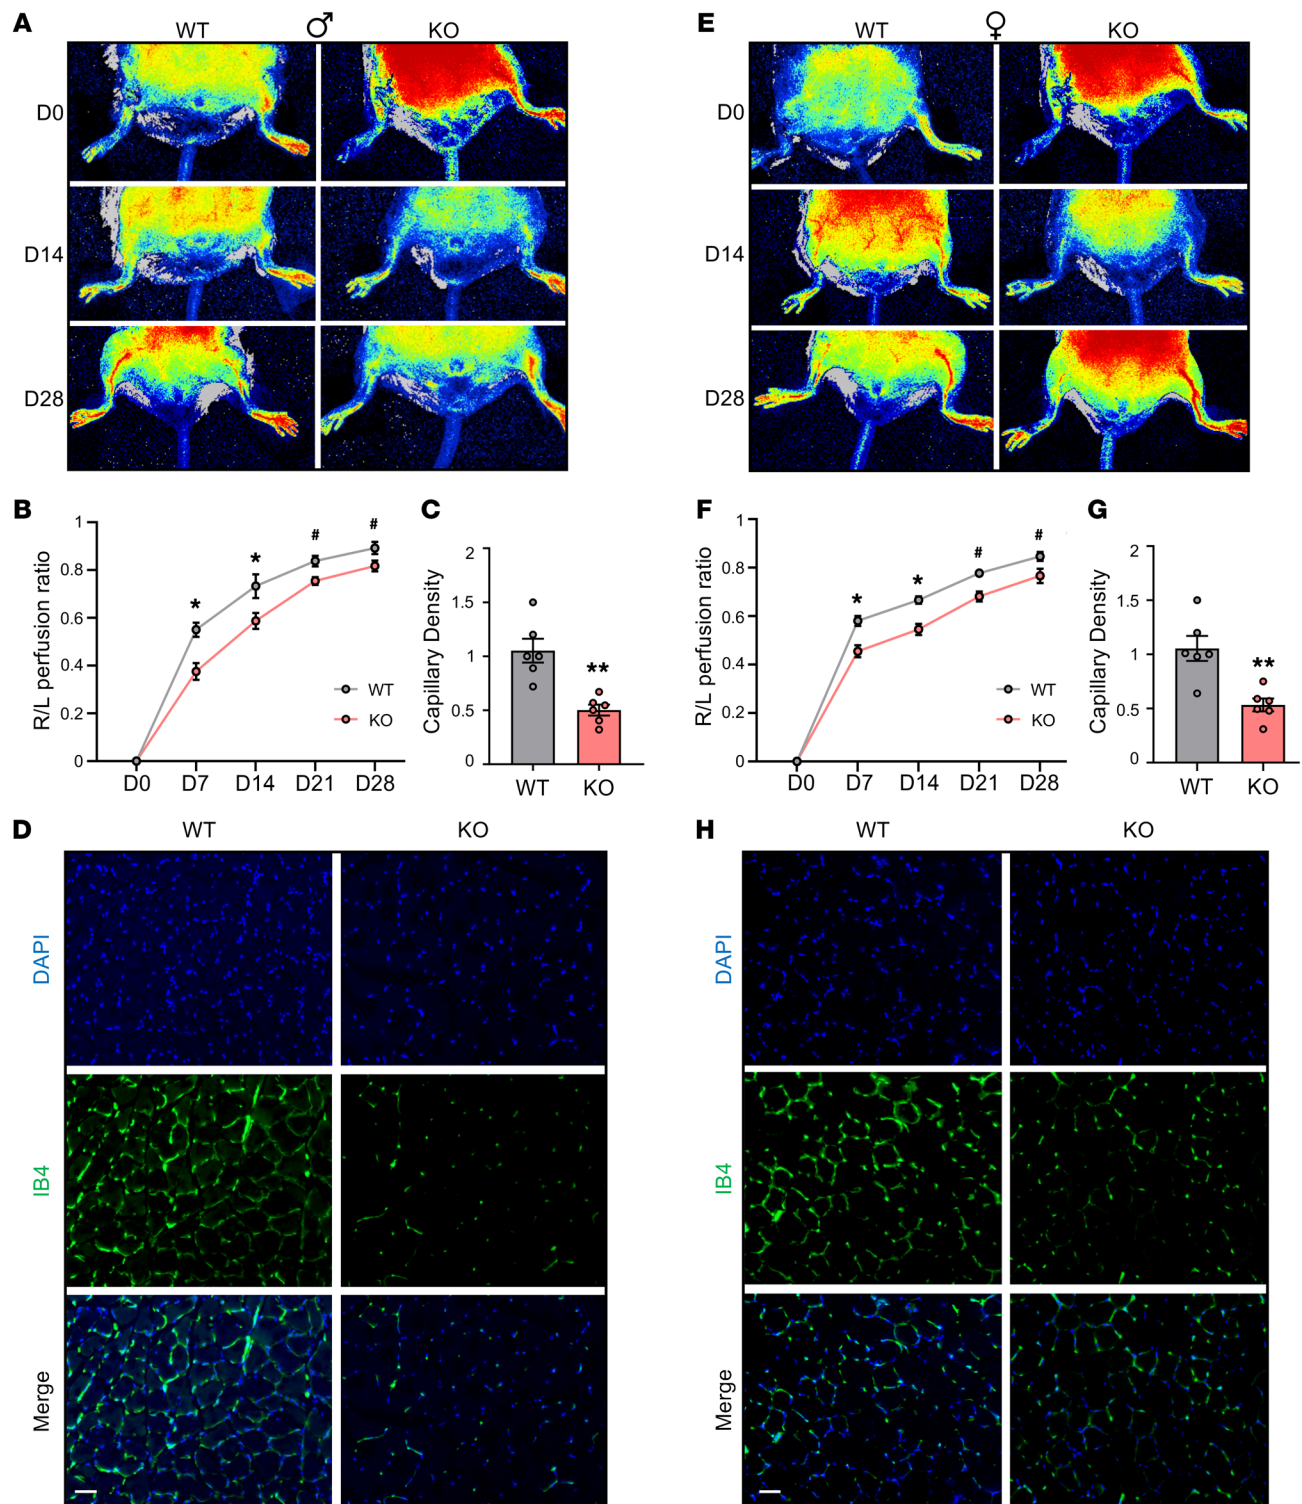 A
WT ♂ KO
D0
D14
D28
E
WT ♀ KO
D0
D14
D28
B
R/L perfusion ratio
1
0.8
0.6
0.4
0.2
0
* * # #
WT
KO
D0 D7 D14 D21 D28
C
Capillary Density
2
1.5
1
0.5
0
**
WT KO
F
R/L perfusion ratio
1
0.8
0.6
0.4
0.2
0
* * # #
WT
KO
D0 D7 D14 D21 D28
G
Capillary Density
2
1.5
1
0.5
0
**
WT KO
D
WT KO
DAPI
IB4
Merge
H
WT KO
DAPI
IB4
Merge